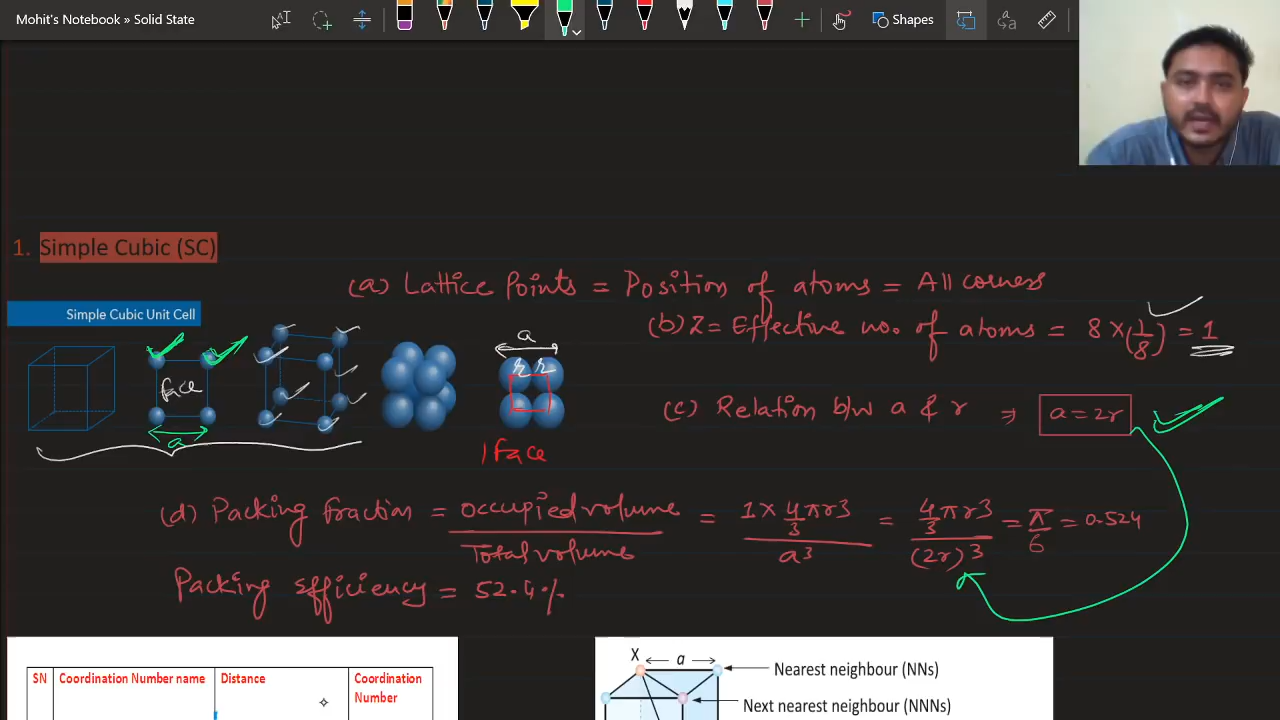 Mohit's Notebook » Solid State
Shapes
1. Simple Cubic (SC)
(a) Lattice Points = Position of atoms = All corners
Simple Cubic Unit Cell
(b) Z = Effective no. of atoms = 8 × (1/8) = 1
a
r r
face
a
(c) Relation b/w a & r ⇒ a = 2r
1 face
(d) Packing fraction = occupied volume / Total volume = 1 × 4/3 πr3 / a3 = 4/3 πr3 / (2r)3 = π/6 = 0.524
Packing efficiency = 52.4%
SN Coordination Number name Distance Coordination Number
X a Nearest neighbour (NNs)
Next nearest neighbour (NNNs)